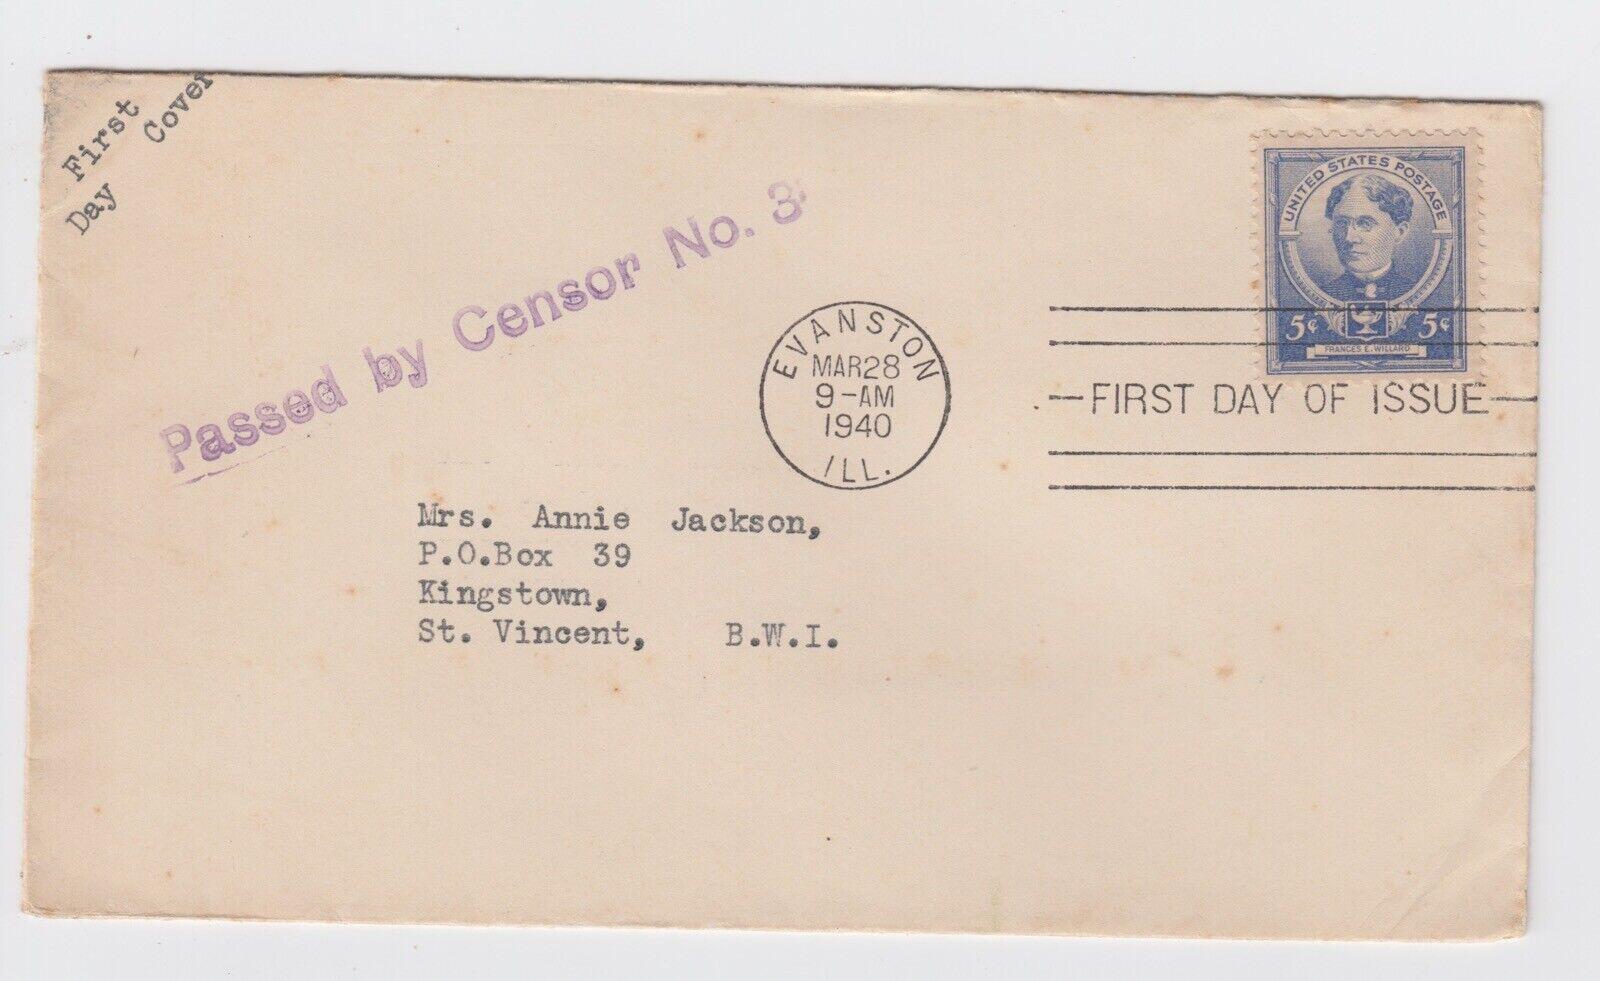 First
Day Cover
Passed by Censor No. 3
UNITED STATES POSTAGE
5¢ 5¢
FRANCES E. WILLARD
EVANSTON
MAR 28
9-AM
1940
ILL.
FIRST DAY OF ISSUE
Mrs. Annie Jackson,
P.O.Box 39
Kingstown,
St. Vincent, B.W.I.